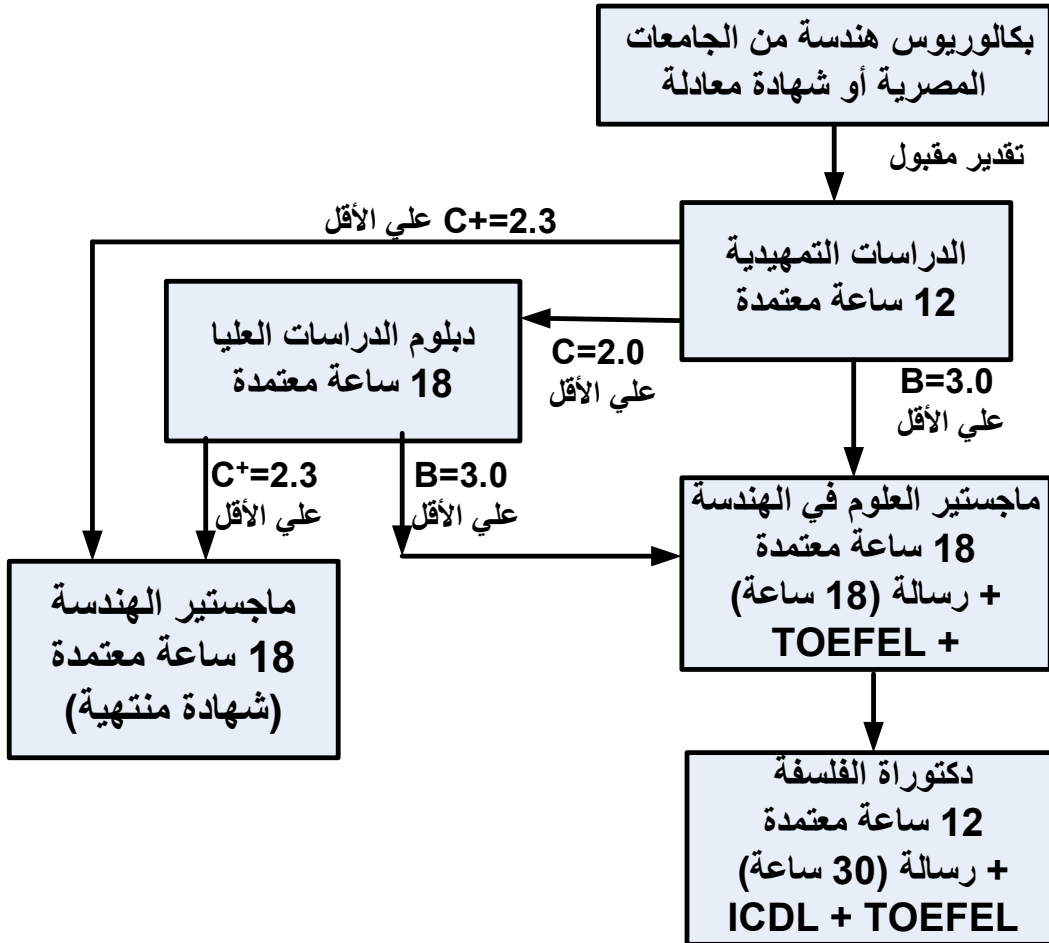 بكالوريوس هندسة من الجامعات
المصرية أو شهادة معادلة
تقدير مقبول
C+=2.3 علي الأقل
الدراسات التمهيدية
12 ساعة معتمدة
دبلوم الدراسات العليا
18 ساعة معتمدة
C=2.0
علي الأقل
B=3.0
علي الأقل
C⁺=2.3
علي الأقل
B=3.0
علي الأقل
ماجستير العلوم في الهندسة
18 ساعة معتمدة
+ رسالة (18 ساعة)
+ TOEFEL
ماجستير الهندسة
18 ساعة معتمدة
(شهادة منتهية)
دكتوراة الفلسفة
12 ساعة معتمدة
+ رسالة (30 ساعة)
ICDL + TOEFEL